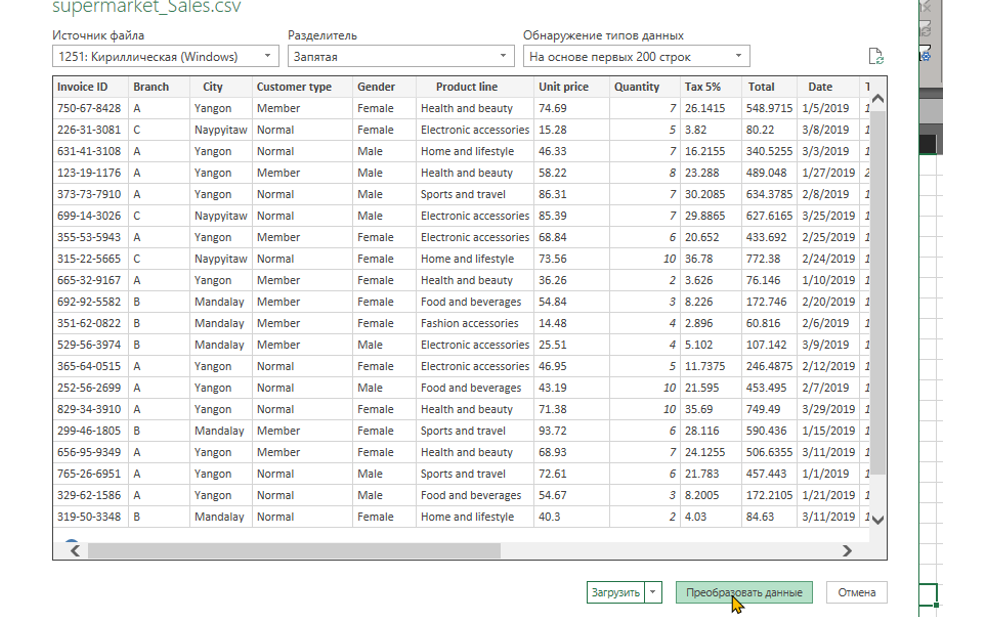 supermarket_Sales.csv
Источник файла Разделитель Обнаружение типов данных
1251: Кириллическая (Windows) Запятая На основе первых 200 строк
Invoice ID Branch City Customer type Gender Product line Unit price Quantity Tax 5% Total Date
750-67-8428 A Yangon Member Female Health and beauty 74.69 7 26.1415 548.9715 1/5/2019
226-31-3081 C Naypyitaw Normal Female Electronic accessories 15.28 5 3.82 80.22 3/8/2019
631-41-3108 A Yangon Normal Male Home and lifestyle 46.33 7 16.2155 340.5255 3/3/2019
123-19-1176 A Yangon Member Male Health and beauty 58.22 8 23.288 489.048 1/27/2019
373-73-7910 A Yangon Normal Male Sports and travel 86.31 7 30.2085 634.3785 2/8/2019
699-14-3026 C Naypyitaw Normal Male Electronic accessories 85.39 7 29.8865 627.6165 3/25/2019
355-53-5943 A Yangon Member Female Electronic accessories 68.84 6 20.652 433.692 2/25/2019
315-22-5665 C Naypyitaw Normal Female Home and lifestyle 73.56 10 36.78 772.38 2/24/2019
665-32-9167 A Yangon Member Female Health and beauty 36.26 2 3.626 76.146 1/10/2019
692-92-5582 B Mandalay Member Female Food and beverages 54.84 3 8.226 172.746 2/20/2019
351-62-0822 B Mandalay Member Female Fashion accessories 14.48 4 2.896 60.816 2/6/2019
529-56-3974 B Mandalay Member Male Electronic accessories 25.51 4 5.102 107.142 3/9/2019
365-64-0515 A Yangon Normal Female Electronic accessories 46.95 5 11.7375 246.4875 2/12/2019
252-56-2699 A Yangon Normal Male Food and beverages 43.19 10 21.595 453.495 2/7/2019
829-34-3910 A Yangon Normal Female Health and beauty 71.38 10 35.69 749.49 3/29/2019
299-46-1805 B Mandalay Member Female Sports and travel 93.72 6 28.116 590.436 1/15/2019
656-95-9349 A Yangon Member Female Health and beauty 68.93 7 24.1255 506.6355 3/11/2019
765-26-6951 A Yangon Normal Male Sports and travel 72.61 6 21.783 457.443 1/1/2019
329-62-1586 A Yangon Normal Male Food and beverages 54.67 3 8.2005 172.2105 1/21/2019
319-50-3348 B Mandalay Normal Female Home and lifestyle 40.3 2 4.03 84.63 3/11/2019
Загрузить Преобразовать данные Отмена